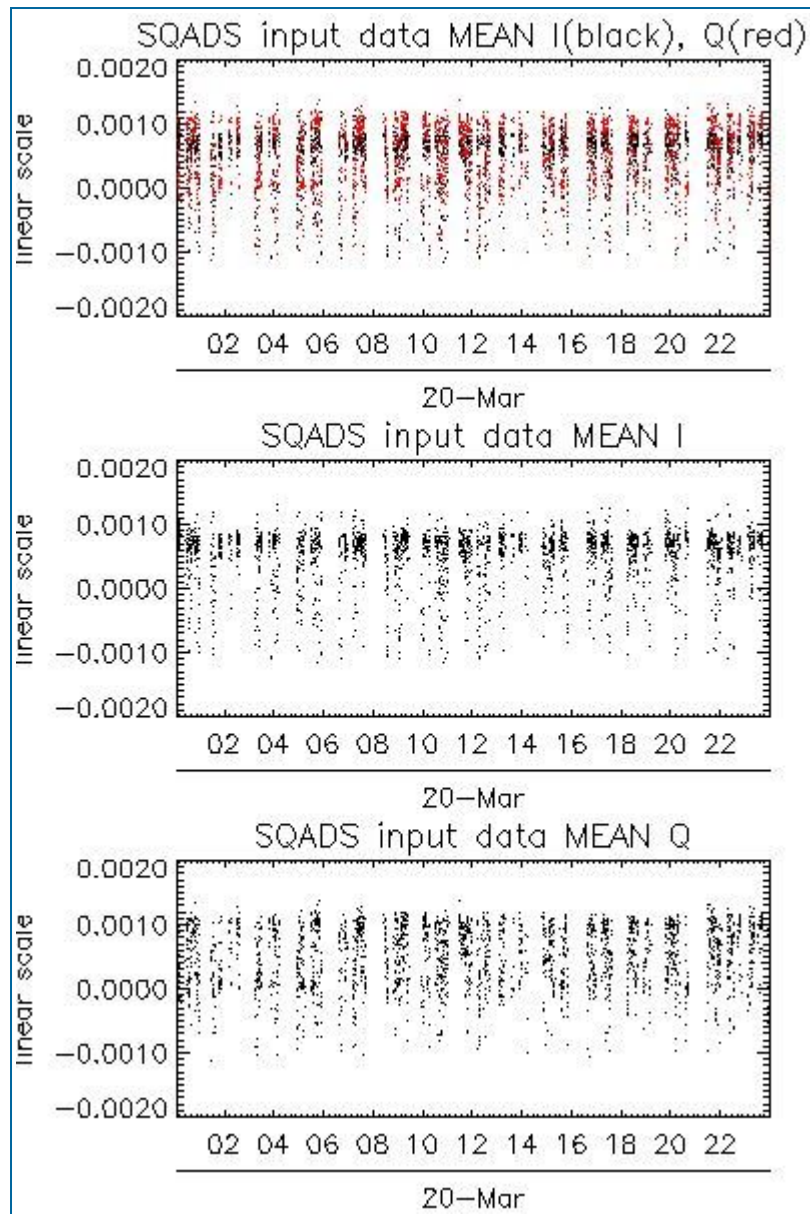 SQADS input data MEAN I(black), Q(red)
0.0020
0.0010
0.0000
-0.0010
-0.0020
linear scale
02 04 06 08 10 12 14 16 18 20 22
20-Mar
SQADS input data MEAN I
0.0020
0.0010
0.0000
-0.0010
-0.0020
linear scale
02 04 06 08 10 12 14 16 18 20 22
20-Mar
SQADS input data MEAN Q
0.0020
0.0010
0.0000
-0.0010
-0.0020
linear scale
02 04 06 08 10 12 14 16 18 20 22
20-Mar